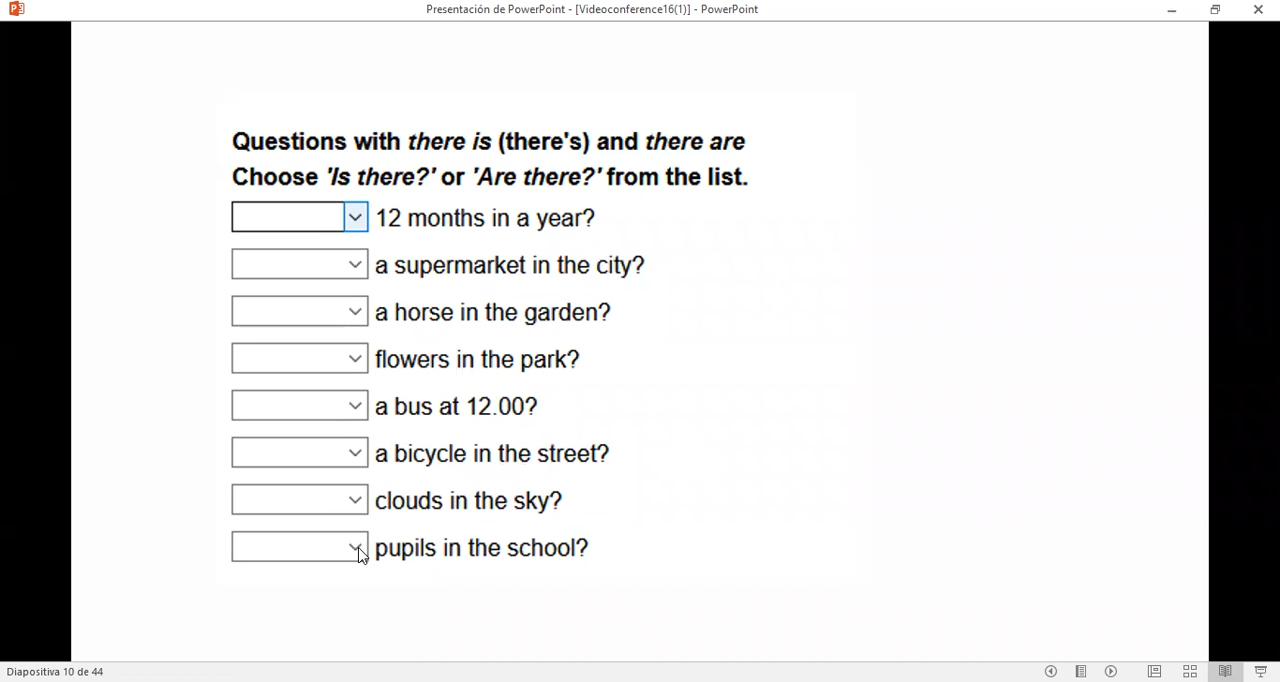 Presentación de PowerPoint - [Videoconference16(1)] - PowerPoint
Questions with there is (there's) and there are
Choose 'Is there?' or 'Are there?' from the list.
12 months in a year?
a supermarket in the city?
a horse in the garden?
flowers in the park?
a bus at 12.00?
a bicycle in the street?
clouds in the sky?
pupils in the school?
Diapositiva 10 de 44